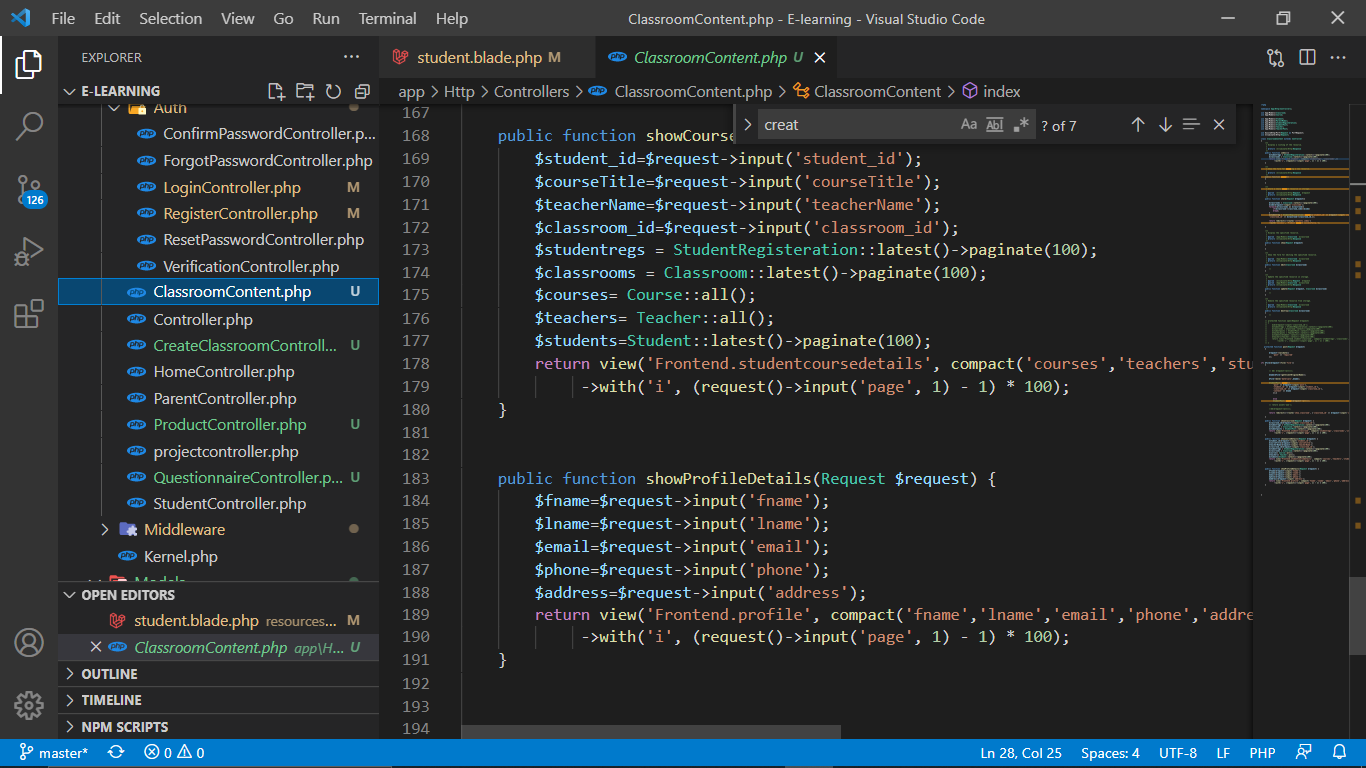 File Edit Selection View Go Run Terminal Help ClassroomContent.php - E-learning - Visual Studio Code
EXPLORER
student.blade.php M
ClassroomContent.php U
E-LEARNING
app > Http > Controllers > ClassroomContent.php > ClassroomContent > index
creat
Aa Abl .* ? of 7
Auth
ConfirmPasswordController.p...
ForgotPasswordController.php
LoginController.php M
RegisterController.php M
ResetPasswordController.php
VerificationController.php
ClassroomContent.php U
Controller.php
CreateClassroomControll... U
HomeController.php
ParentController.php
ProductController.php U
projectcontroller.php
QuestionnaireController.p... U
StudentController.php
Middleware
Kernel.php
Models
OPEN EDITORS
student.blade.php resources... M
ClassroomContent.php app\H... U
OUTLINE
TIMELINE
NPM SCRIPTS
126
167
168 public function showCourse
169 $student_id=$request->input('student_id');
170 $courseTitle=$request->input('courseTitle');
171 $teacherName=$request->input('teacherName');
172 $classroom_id=$request->input('classroom_id');
173 $studentregs = StudentRegisteration::latest()->paginate(100);
174 $classrooms = Classroom::latest()->paginate(100);
175 $courses= Course::all();
176 $teachers= Teacher::all();
177 $students=Student::latest()->paginate(100);
178 return view('Frontend.studentcoursedetails', compact('courses','teachers','stu
179 ->with('i', (request()->input('page', 1) - 1) * 100);
180 }
181
182
183 public function showProfileDetails(Request $request) {
184 $fname=$request->input('fname');
185 $lname=$request->input('lname');
186 $email=$request->input('email');
187 $phone=$request->input('phone');
188 $address=$request->input('address');
189 return view('Frontend.profile', compact('fname','lname','email','phone','addre
190 ->with('i', (request()->input('page', 1) - 1) * 100);
191 }
192
193
194
master* 0 0 Ln 28, Col 25 Spaces: 4 UTF-8 LF PHP